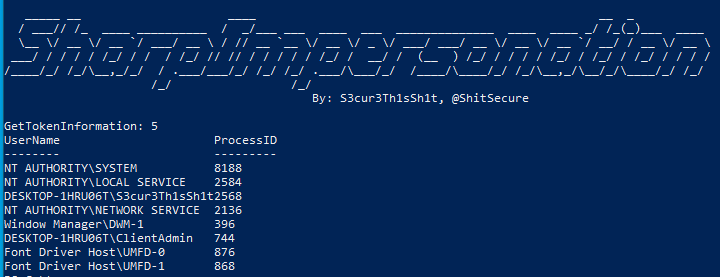 SharpImpersonation
By: S3cur3Th1sSh1t, @ShitSecure
GetTokenInformation: 5
UserName ProcessID
-------- ---------
NT AUTHORITY\SYSTEM 8188
NT AUTHORITY\LOCAL SERVICE 2584
DESKTOP-1HRU06T\S3cur3Th1sSh1t2568
NT AUTHORITY\NETWORK SERVICE 2136
Window Manager\DWM-1 396
DESKTOP-1HRU06T\ClientAdmin 744
Font Driver Host\UMFD-0 876
Font Driver Host\UMFD-1 868